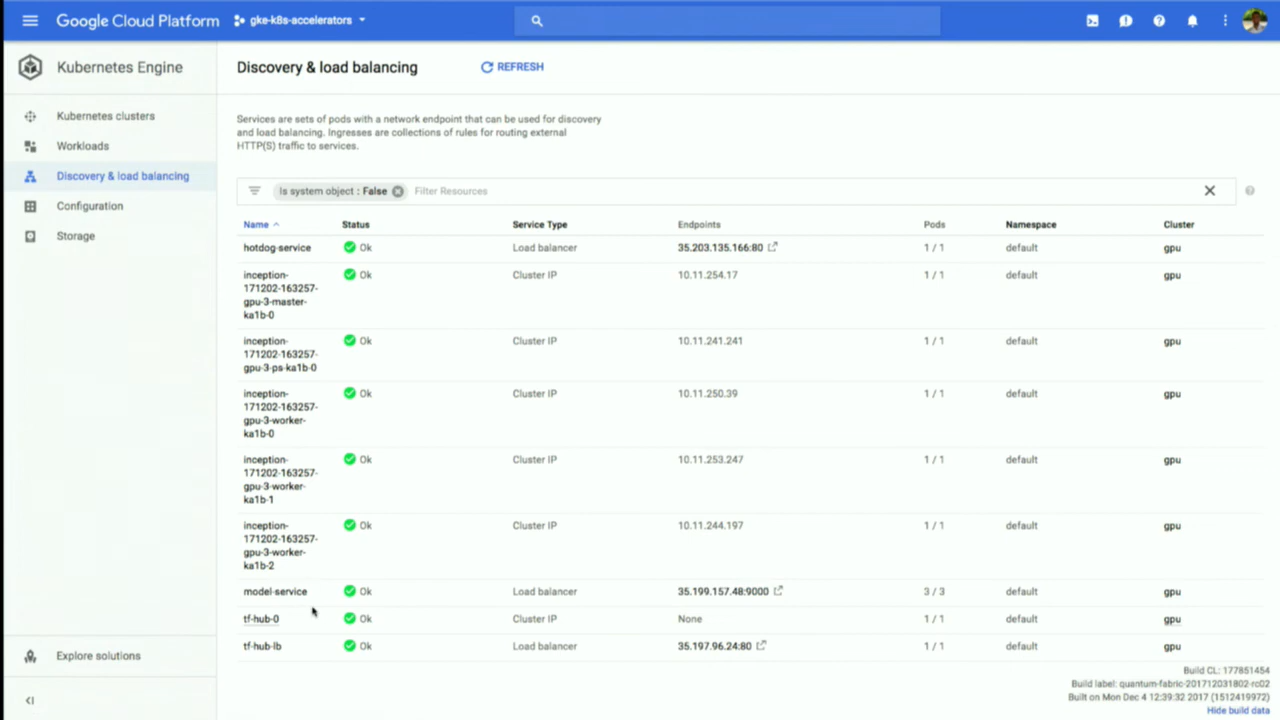 Google Cloud Platform
gke-k8s-accelerators
Kubernetes Engine
Discovery & load balancing
REFRESH
Kubernetes clusters
Workloads
Discovery & load balancing
Configuration
Storage
Explore solutions
Services are sets of pods with a network endpoint that can be used for discovery
and load balancing. Ingresses are collections of rules for routing external
HTTP(S) traffic to services.
Is system object : False Filter Resources
Name Status Service Type Endpoints Pods Namespace Cluster
hotdog-service Ok Load balancer 35.203.135.166:80 1 / 1 default gpu
inception- Ok Cluster IP 10.11.254.17 1 / 1 default gpu
171202-163257-
gpu-3-master-
ka1b-0
inception- Ok Cluster IP 10.11.241.241 1 / 1 default gpu
171202-163257-
gpu-3-ps-ka1b-0
inception- Ok Cluster IP 10.11.250.39 1 / 1 default gpu
171202-163257-
gpu-3-worker-
ka1b-0
inception- Ok Cluster IP 10.11.253.247 1 / 1 default gpu
171202-163257-
gpu-3-worker-
ka1b-1
inception- Ok Cluster IP 10.11.244.197 1 / 1 default gpu
171202-163257-
gpu-3-worker-
ka1b-2
model-service Ok Load balancer 35.199.157.48:9000 3 / 3 default gpu
tf-hub-0 Ok Cluster IP None 1 / 1 default gpu
tf-hub-lb Ok Load balancer 35.197.96.24:80 1 / 1 default gpu
Build CL: 177851454
Build label: quantum-fabric-201712031802-rc02
Built on Mon Dec 4 12:39:32 2017 (1512419972)
Hide build data